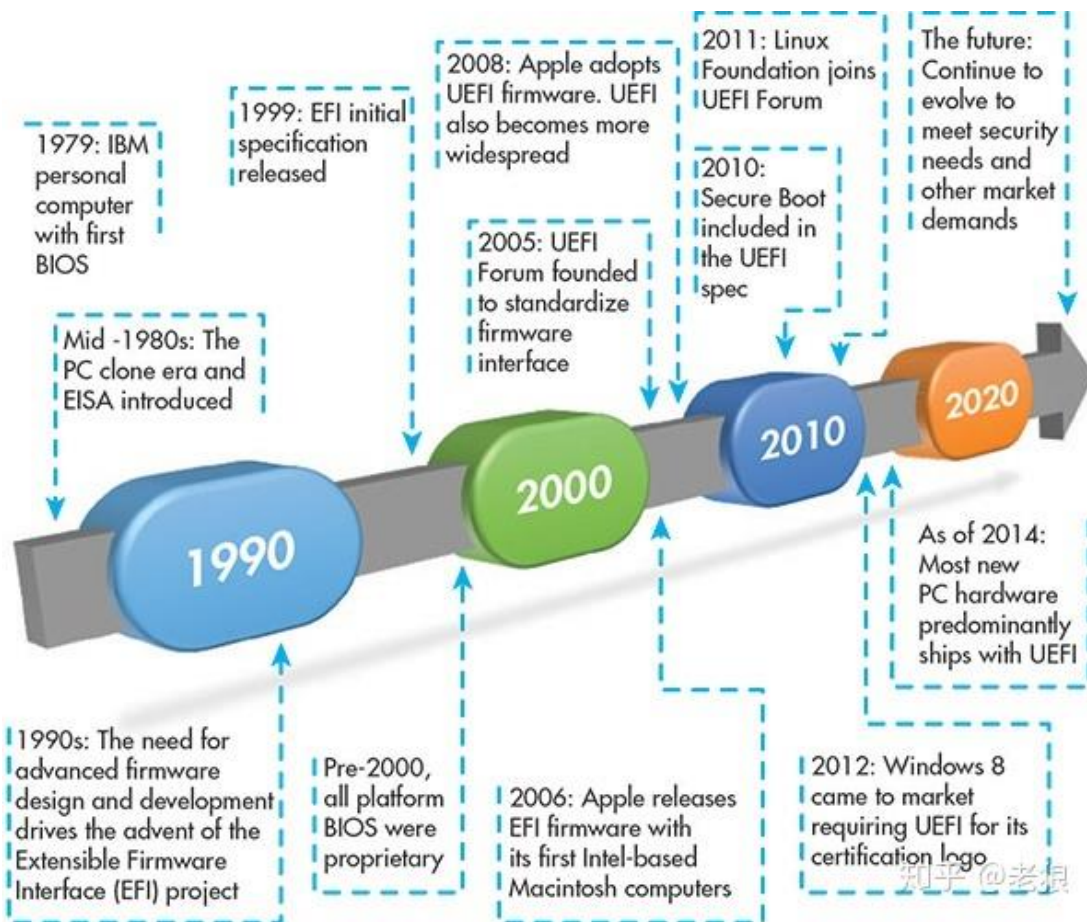 1979: IBM
personal
computer
with first
BIOS
Mid -1980s: The
PC clone era and
EISA introduced
1999: EFI initial
specification
released
2008: Apple adopts
UEFI firmware. UEFI
also becomes more
widespread
2005: UEFI
Forum founded
to standardize
firmware
interface
2011: Linux
Foundation joins
UEFI Forum
2010:
Secure Boot
included in
the UEFI
spec
The future:
Continue to
evolve to
meet security
needs and
other market
demands
1990
2000
2010
2020
1990s: The need for
advanced firmware
design and development
drives the advent of the
Extensible Firmware
Interface (EFI) project
Pre-2000,
all platform
BIOS were
proprietary
2006: Apple releases
EFI firmware with
its first Intel-based
Macintosh computers
2012: Windows 8
came to market
requiring UEFI for its
certification logo
As of 2014:
Most new
PC hardware
predominantly
ships with UEFI
知乎 @老狼